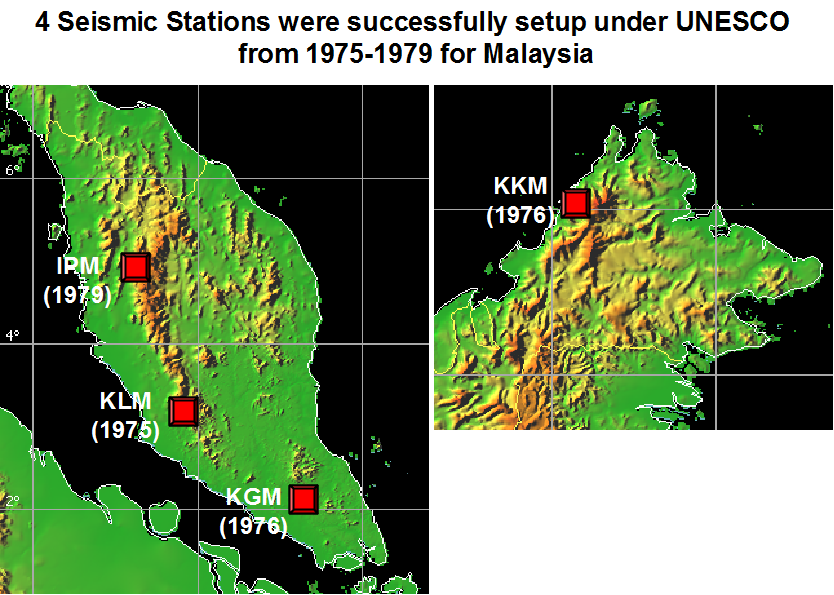 4 Seismic Stations were successfully setup under UNESCO
from 1975-1979 for Malaysia
6°
IPM
(1979)
4°
KLM
(1975)
2°
KGM
(1976)
KKM
(1976)